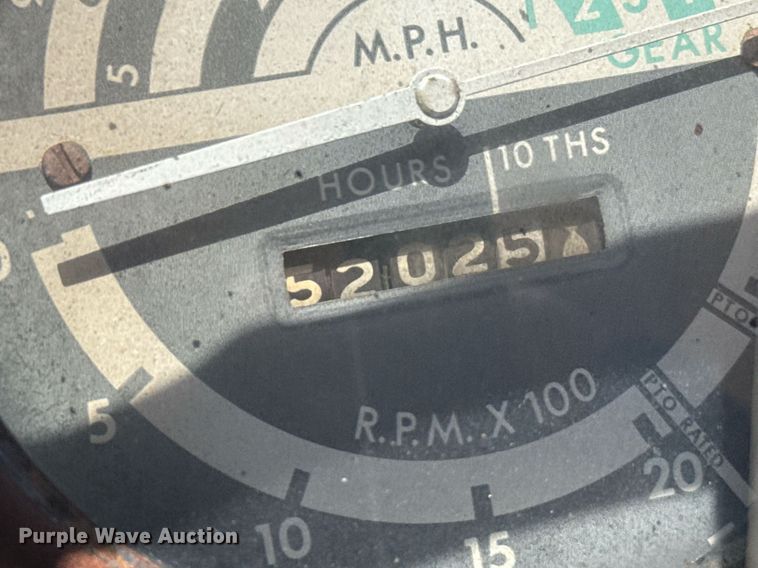 M.P.H.
5
GEAR
HOURS
10 THS
52025
PTO
5
R.P.M. X 100
PTO RATED
20
10
15
Purple Wave Auction